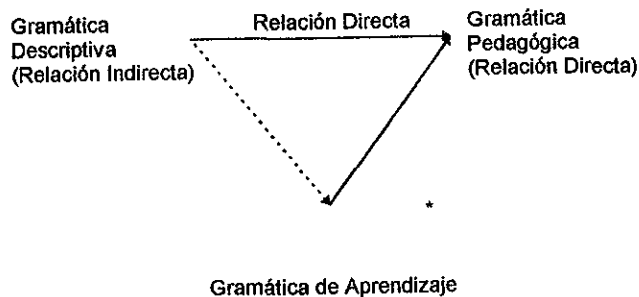 Gramática
Descriptiva
(Relación Indirecta)
Relación Directa
Gramática
Pedagógica
(Relación Directa)
*
Gramática de Aprendizaje